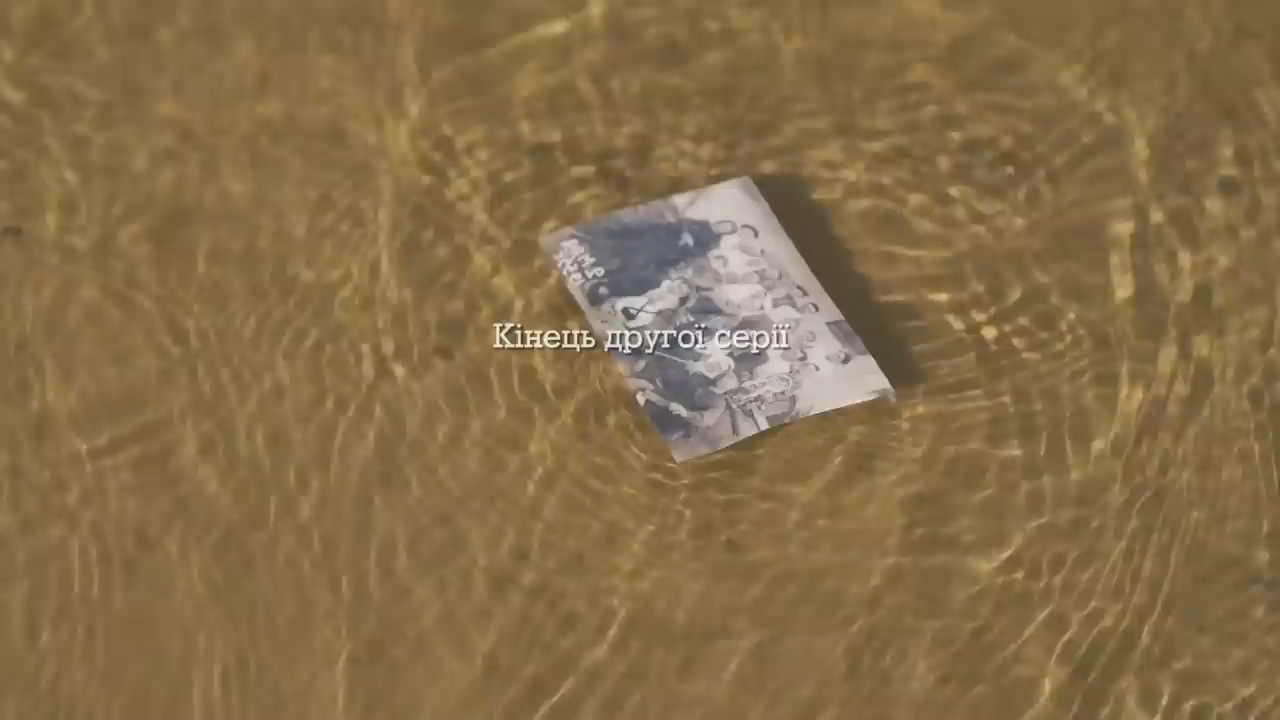 Кінець другої серії